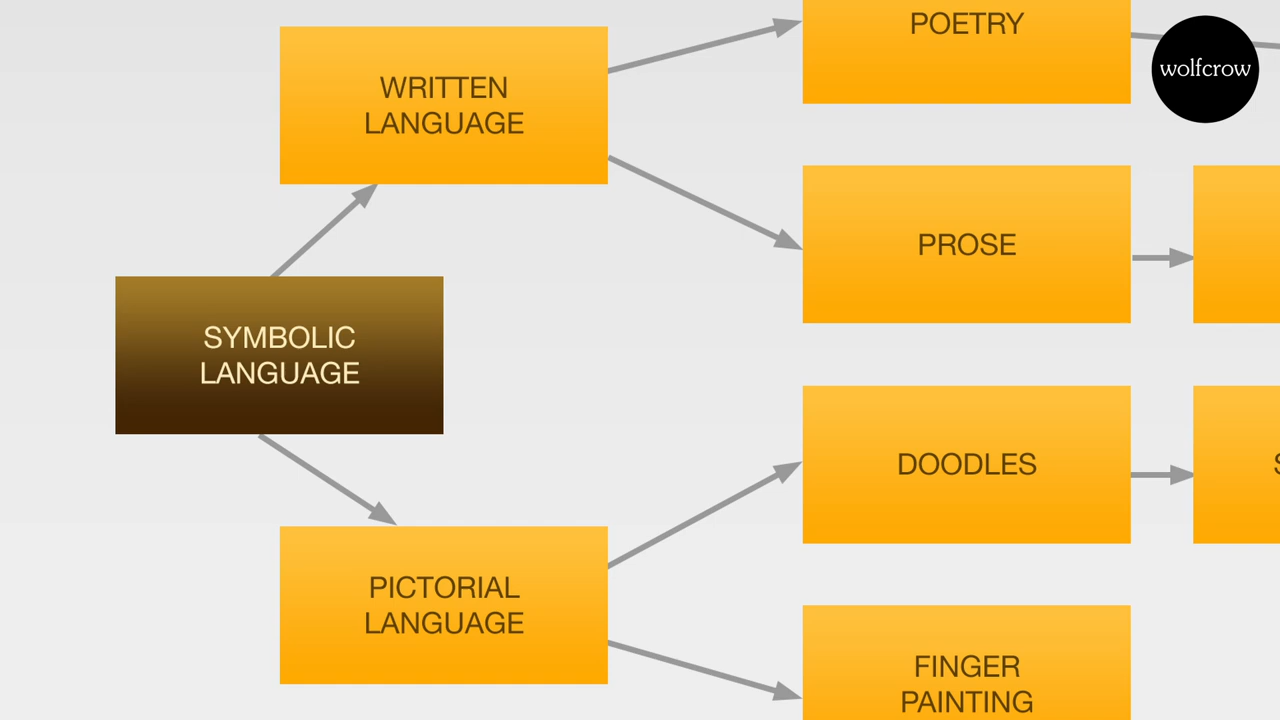 POETRY
wolfcrow
WRITTEN
LANGUAGE
PROSE
SYMBOLIC
LANGUAGE
DOODLES
PICTORIAL
LANGUAGE
FINGER
PAINTING